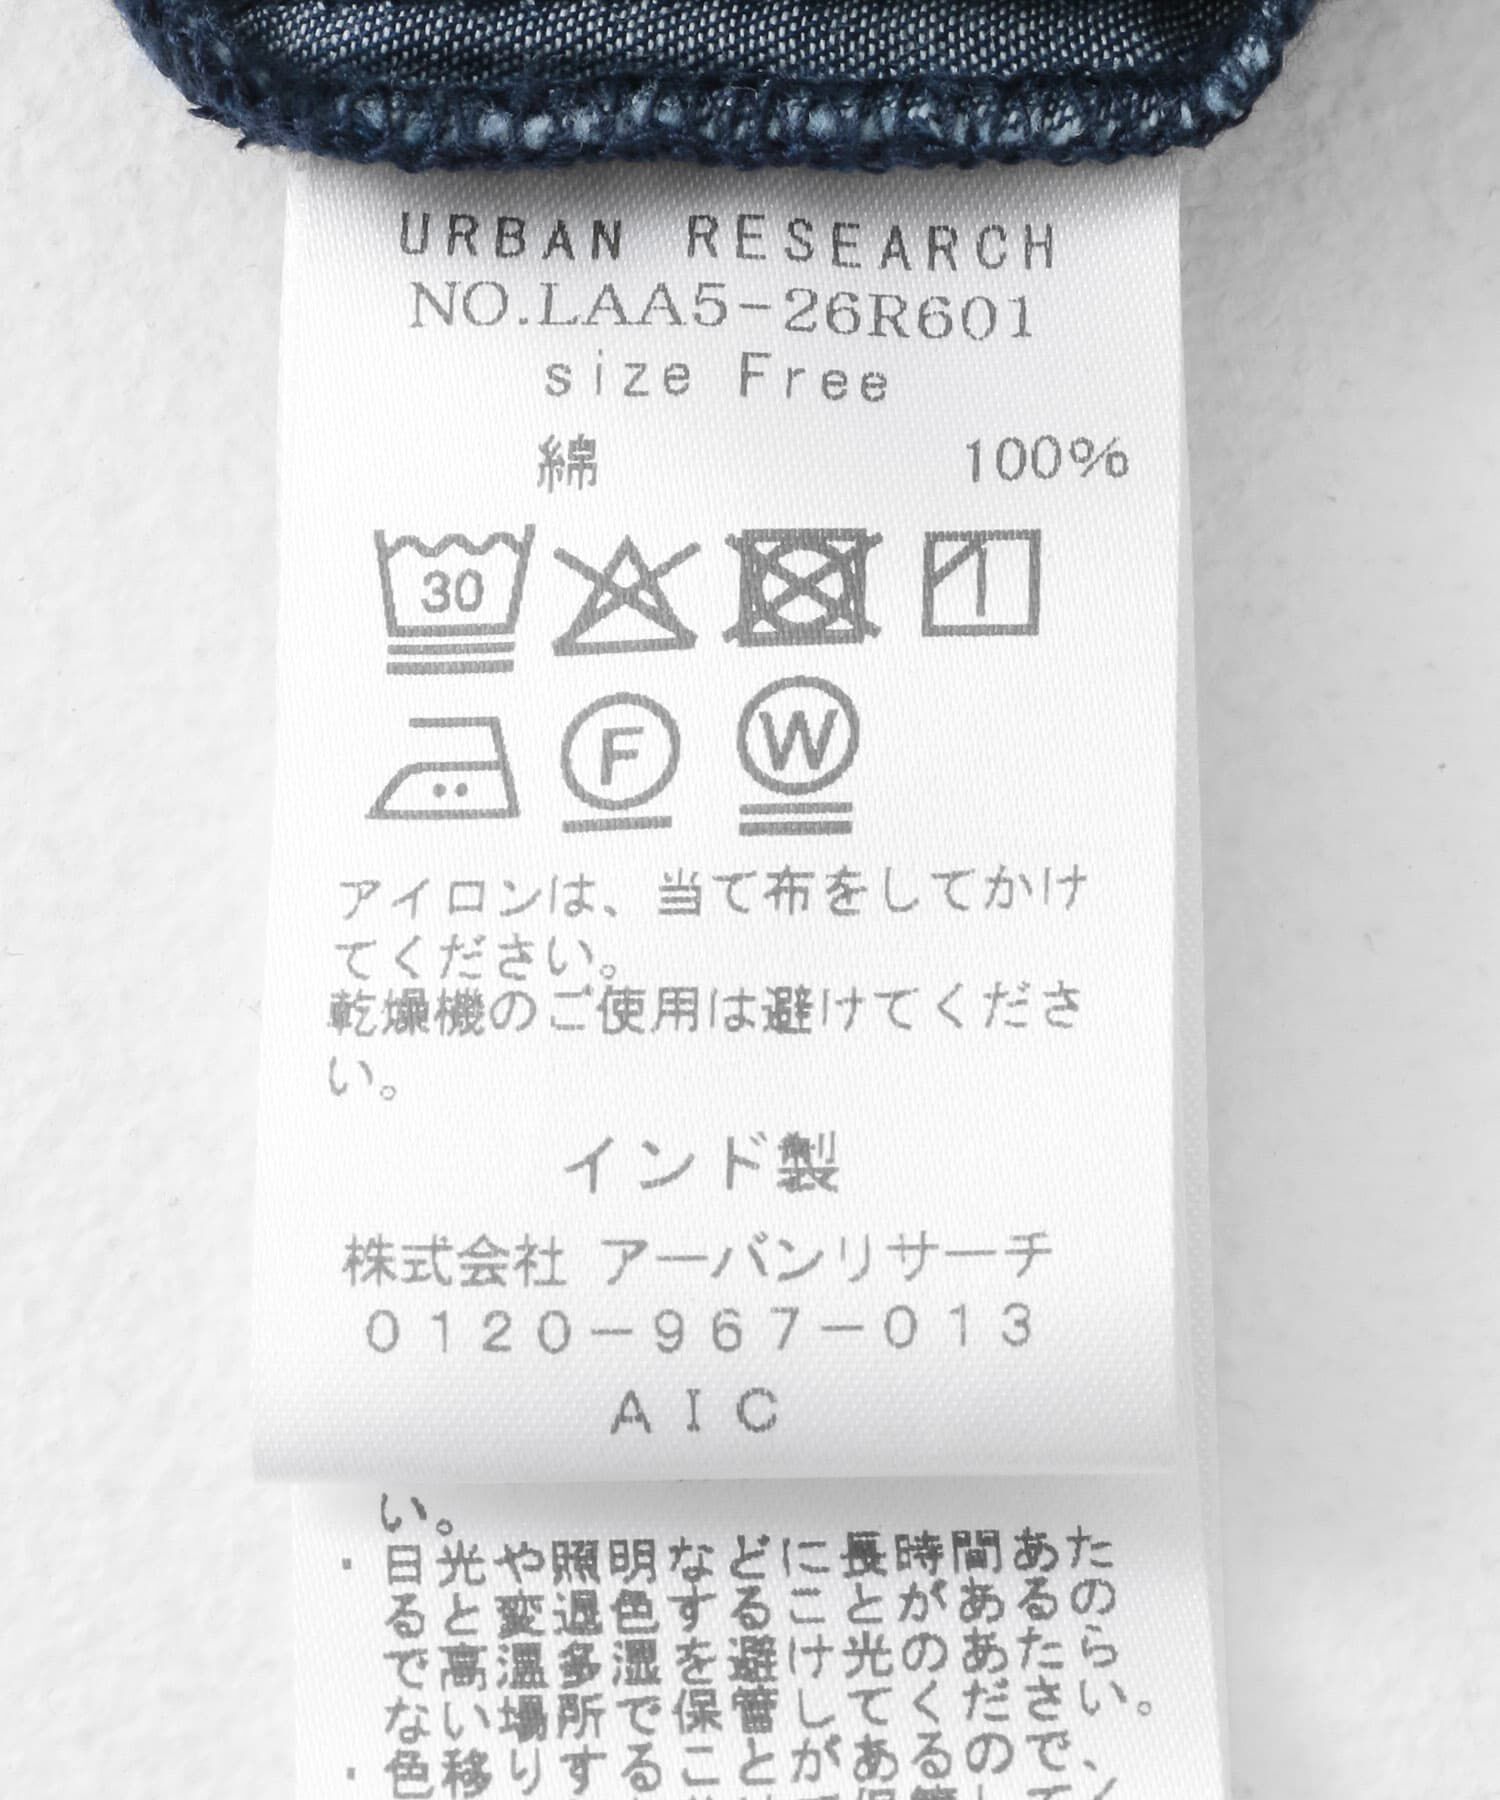 URBAN RESEARCH
NO.LAA5-26R601
size Free
綿 100%
30
F W
アイロンは、当て布をしてかけ
てください。
乾燥機のご使用は避けてくださ
い。
インド製
株式会社 アーバンリサーチ
0120-967-013
AIC
い。
・日光や照明などに長時間あた
ると変退色することがあるの
で高温多湿を避け光のあたら
ない場所で保管してください。
・色移りすることがあるので、